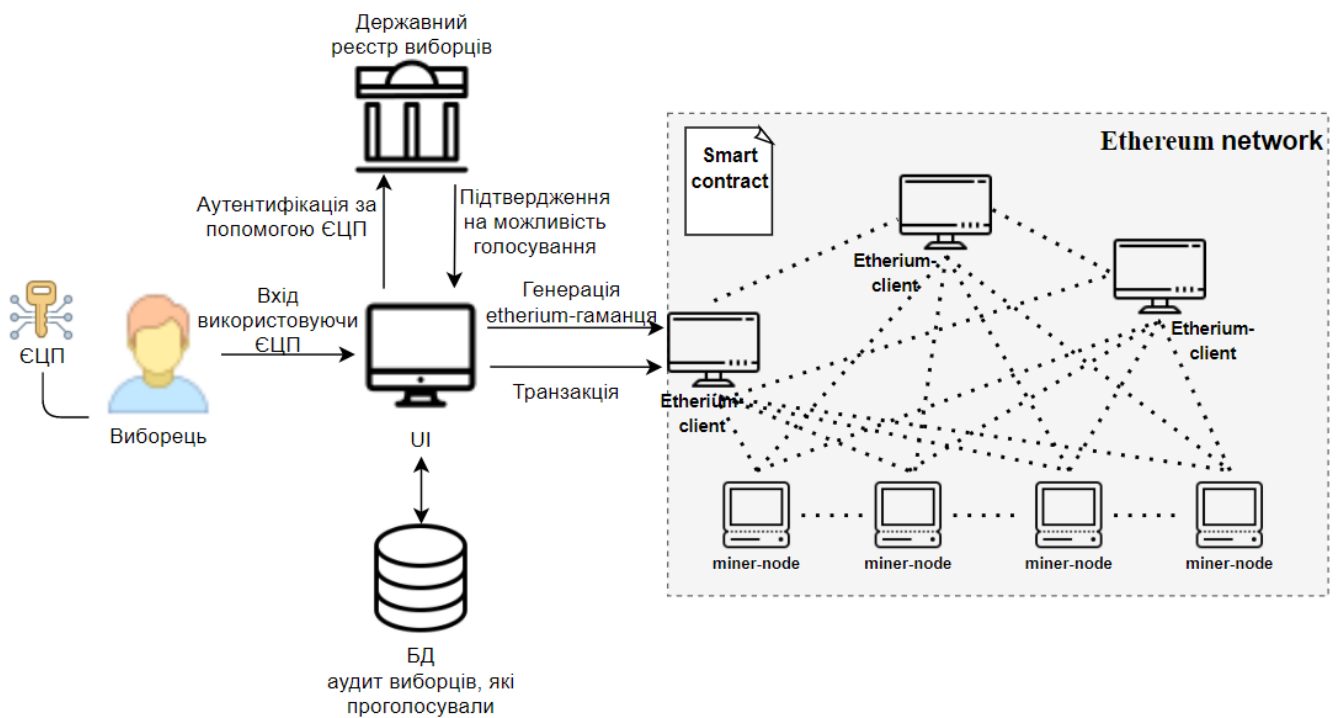 Державний
реєстр виборців
Аутентифікація за
попомогою ЄЦП
Підтвердження
на можливість
голосування
ЄЦП
Виборець
Вхід
використовуючи
ЄЦП
UI
Генерація
etherium-гаманця
Транзакція
БД
аудит виборців, які
проголосували
Smart
contract
Ethereum network
Etherium-
client
Etherium-
client
Etherium-
client
miner-node
miner-node
miner-node
miner-node